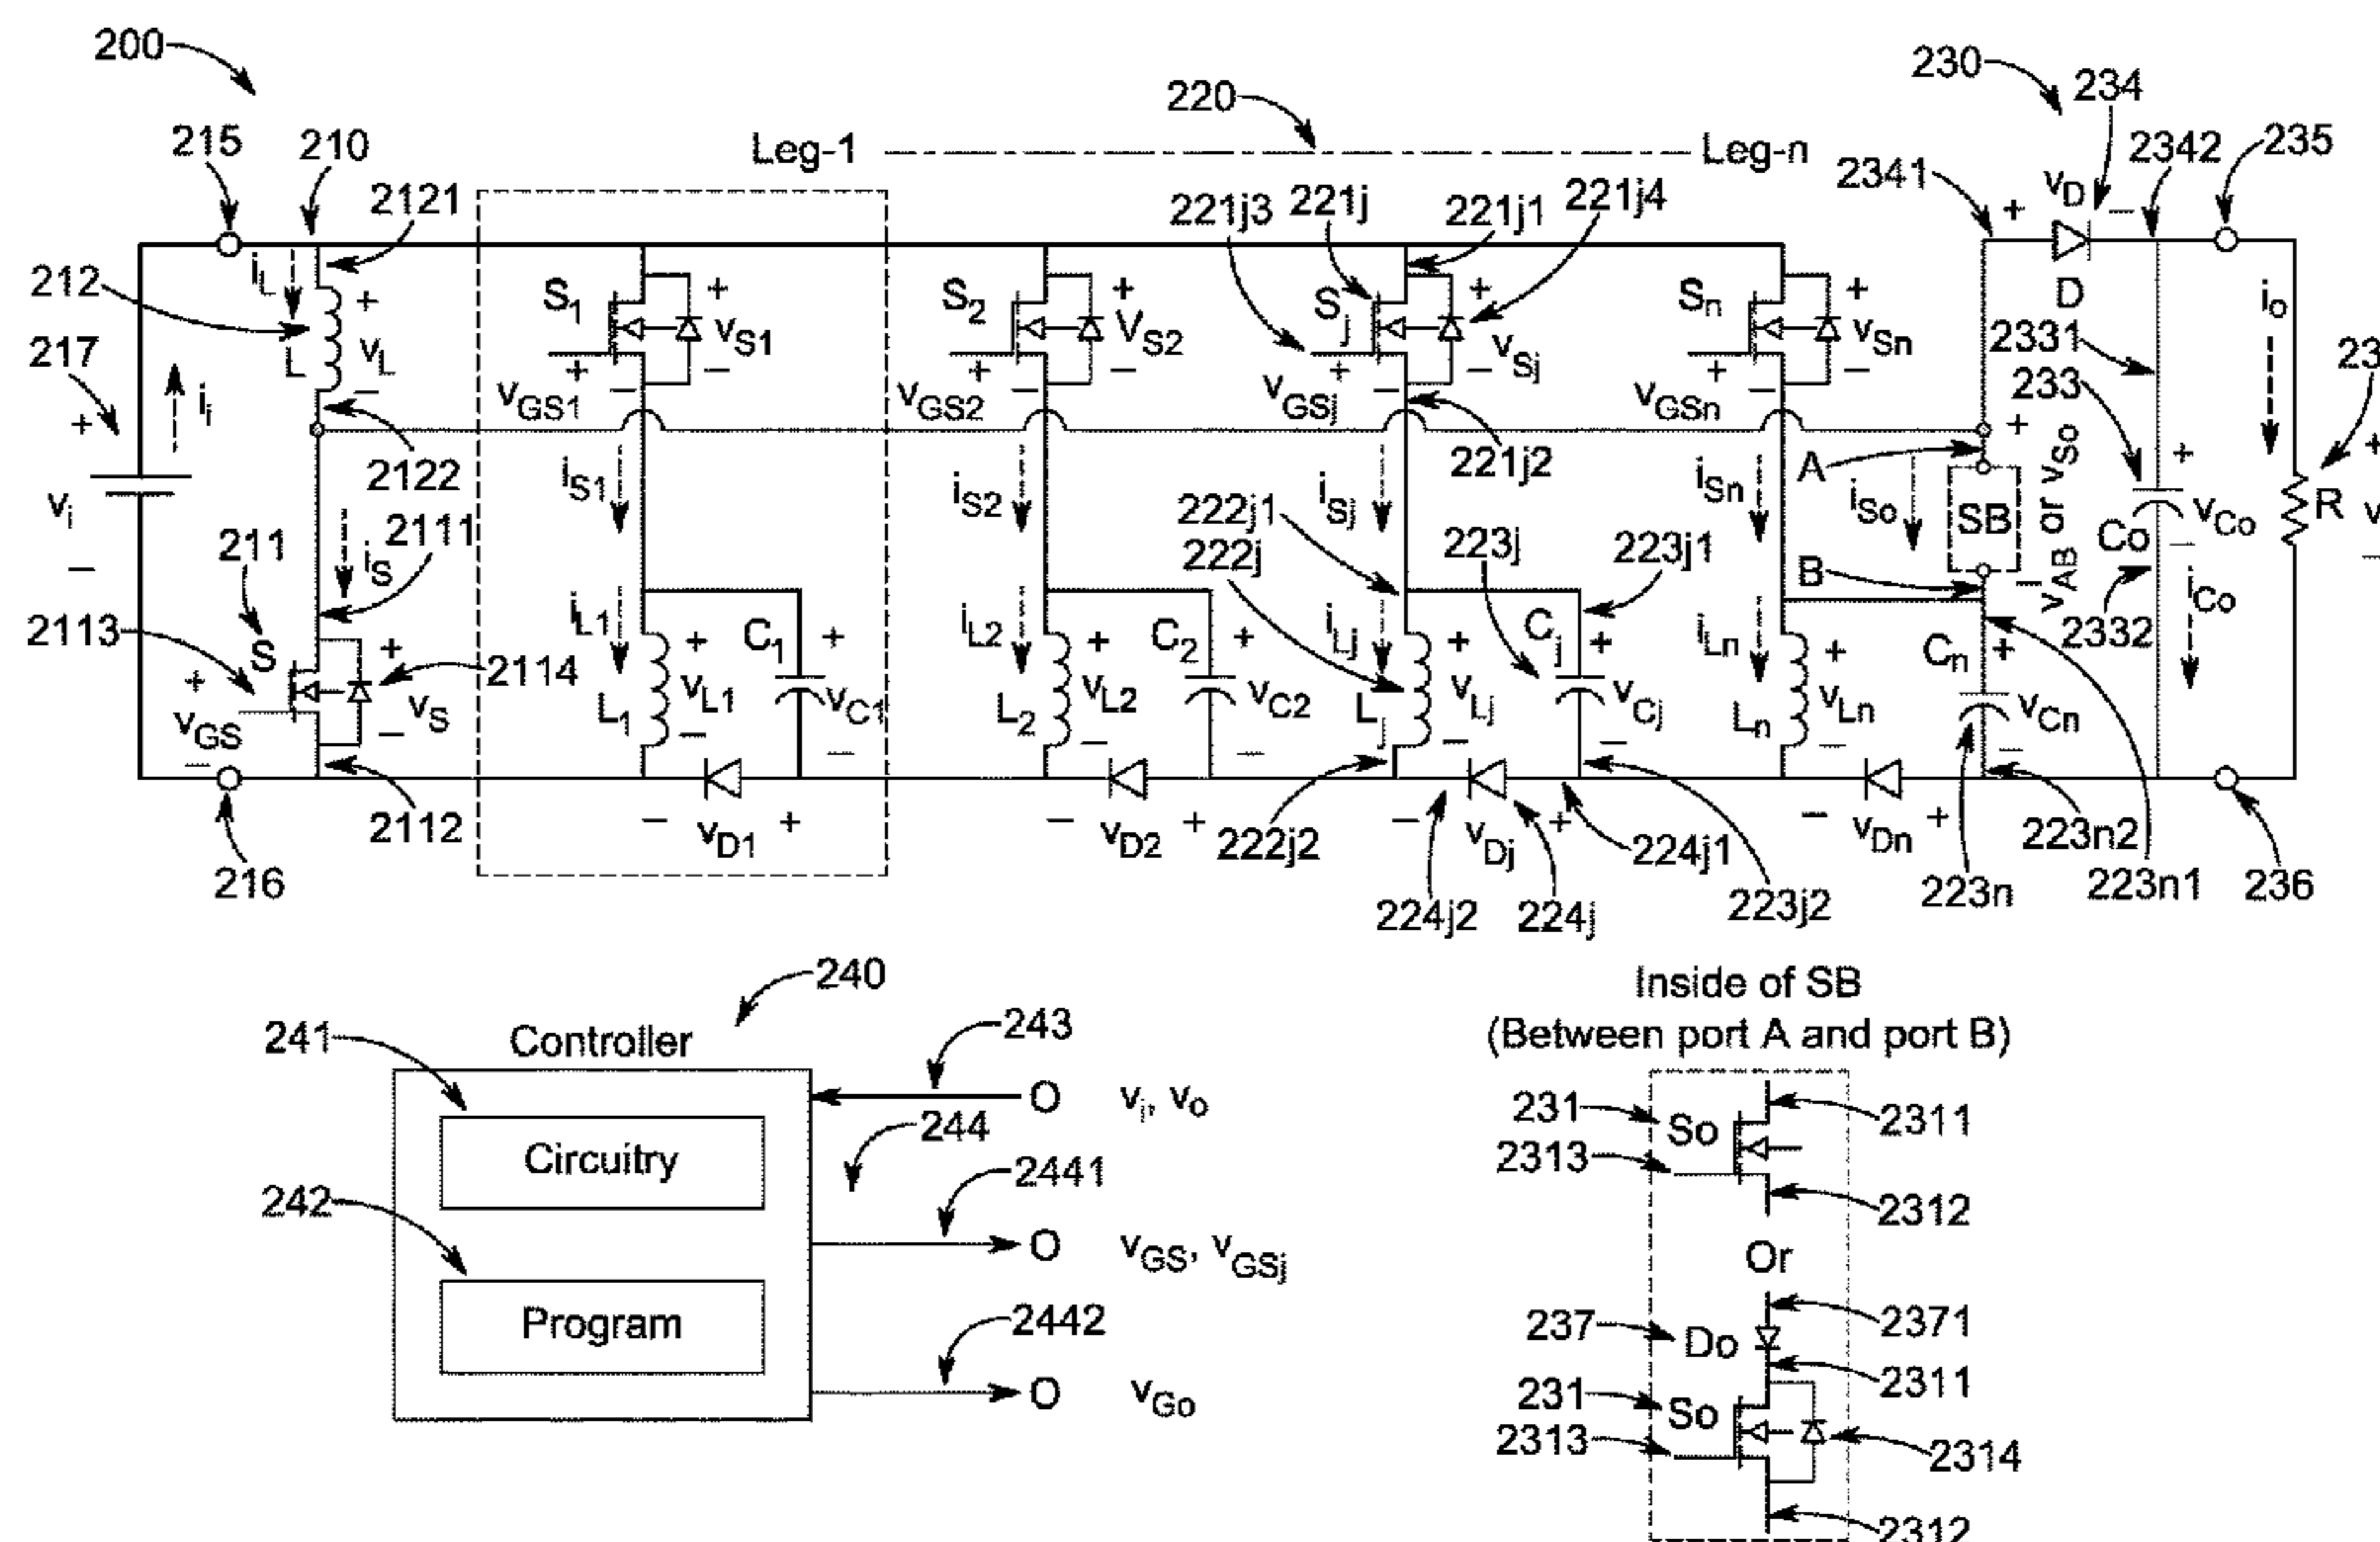 200
220
230
234
215
210
Leg-1
Leg-n
2341
2342
235
2121
221j3
221j
221j1
221j4
vD
+
–
212
iL
+
L
vL
–
S1
+
vS1
–
S2
+
VS2
–
Sj
+
vSj
–
Sn
+
vSn
–
D
2331
233
io
23
217
+
ii
vi
–
+
–
vGS1
+
–
vGS2
+
–
vGSj
+
–
vGSn
2122
221j2
A
+
iS1
iS2
iSj
iSn
iSo
SB
vAB or vSo
–
B
Co
+
vCo
–
R
+
v
–
211
2111
iS
222j1
222j
223j
223j1
2332
iCo
2113
S
+
vGS
–
+
vS
–
2114
iL1
L1
+
vL1
–
C1
+
vC1
–
iL2
L2
+
vL2
–
C2
+
vC2
–
iLj
Lj
+
vLj
–
Cj
+
vCj
–
iLn
Ln
+
vLn
–
Cn
+
vCn
–
216
2112
– vD1 +
– vD2 +
222j2
– vDj +
224j1
– vDn +
223n2
224j2
224j
223j2
223n
223n1
236
240
241
Controller
243
vi, vo
Circuitry
244
2441
242
vGS, vGSj
Program
2442
vGo
Inside of SB
(Between port A and port B)
231
So
2311
2313
2312
Or
237
Do
2371
2311
231
So
2313
2314
2312